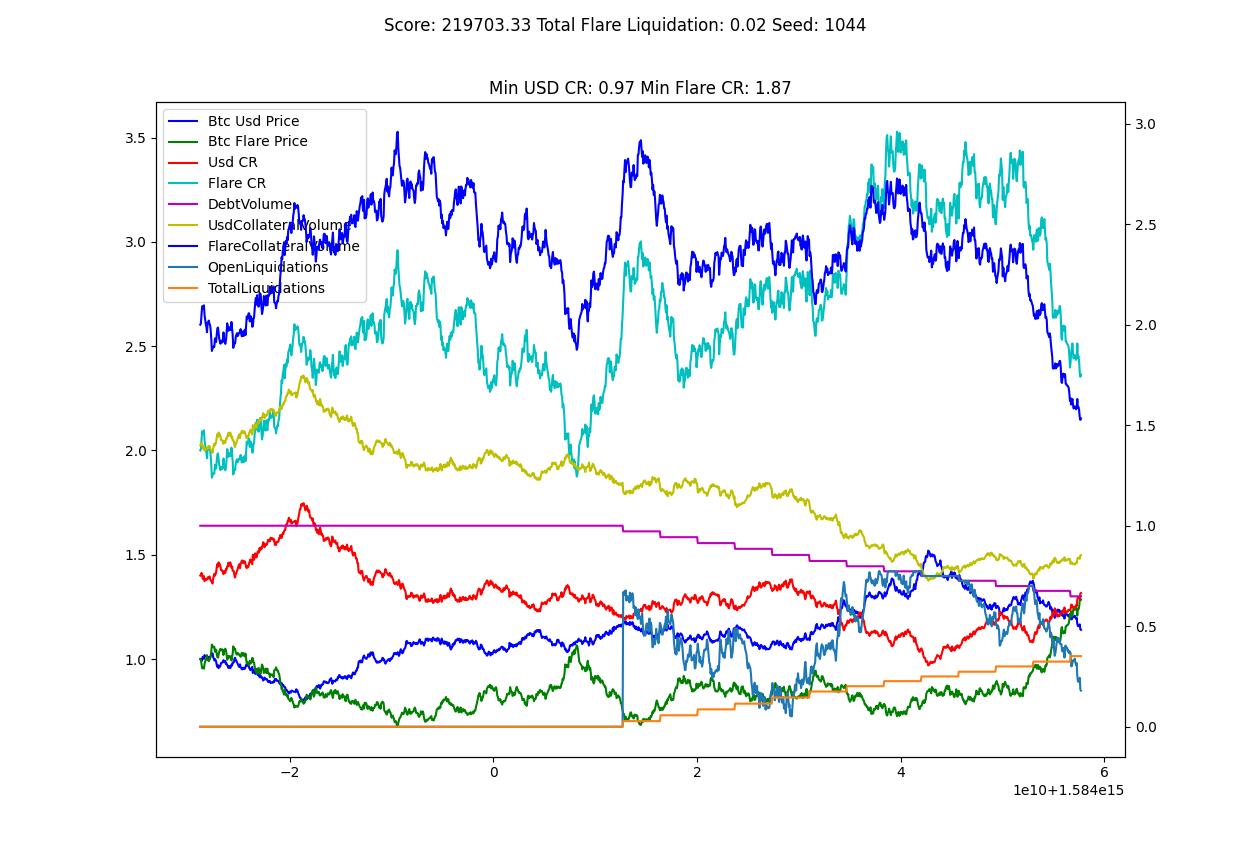 Score: 219703.33 Total Flare Liquidation: 0.02 Seed: 1044
Min USD CR: 0.97 Min Flare CR: 1.87
Btc Usd Price
Btc Flare Price
Usd CR
Flare CR
DebtVolume
UsdCollateralVolume
FlareCollateralVolume
OpenLiquidations
TotalLiquidations
3.5
3.0
2.5
2.0
1.5
1.0
3.0
2.5
2.0
1.5
1.0
0.5
0.0
−2
0
2
4
6
1e10+1.584e15